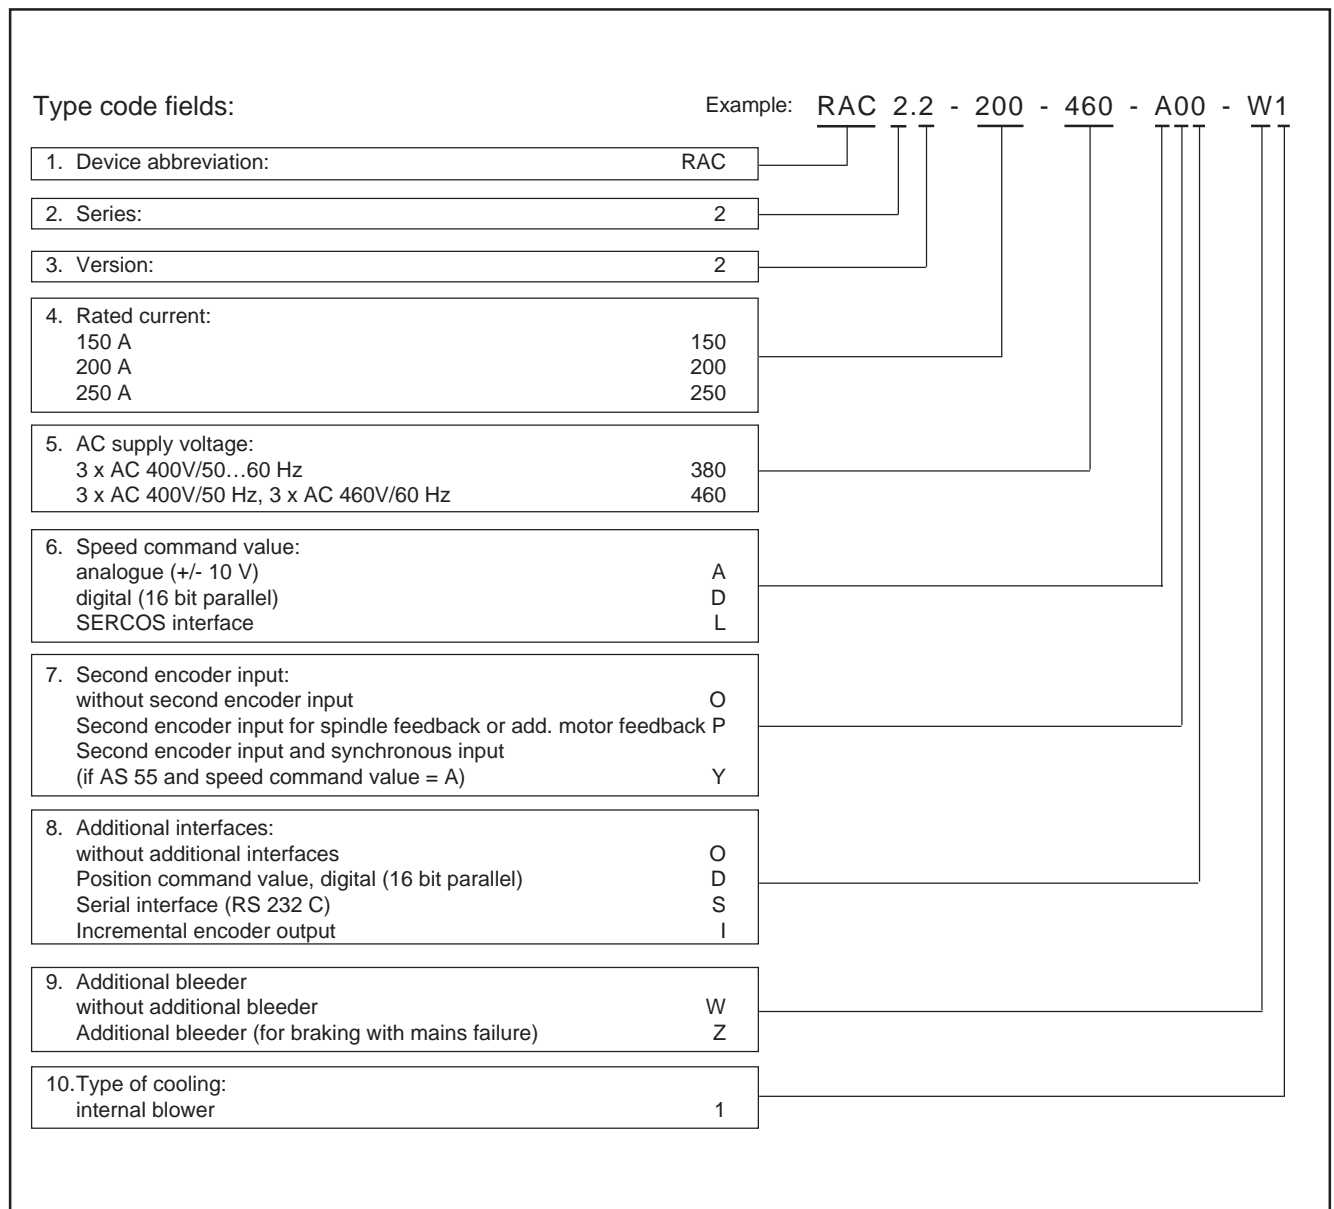 Type code fields:
Example: RAC 2.2 - 200 - 460 - A00 - W1
1. Device abbreviation: RAC
2. Series: 2
3. Version: 2
4. Rated current:
150 A 150
200 A 200
250 A 250
5. AC supply voltage:
3 x AC 400V/50…60 Hz 380
3 x AC 400V/50 Hz, 3 x AC 460V/60 Hz 460
6. Speed command value:
analogue (+/- 10 V) A
digital (16 bit parallel) D
SERCOS interface L
7. Second encoder input:
without second encoder input O
Second encoder input for spindle feedback or add. motor feedback P
Second encoder input and synchronous input
(if AS 55 and speed command value = A) Y
8. Additional interfaces:
without additional interfaces O
Position command value, digital (16 bit parallel) D
Serial interface (RS 232 C) S
Incremental encoder output I
9. Additional bleeder
without additional bleeder W
Additional bleeder (for braking with mains failure) Z
10.Type of cooling:
internal blower 1